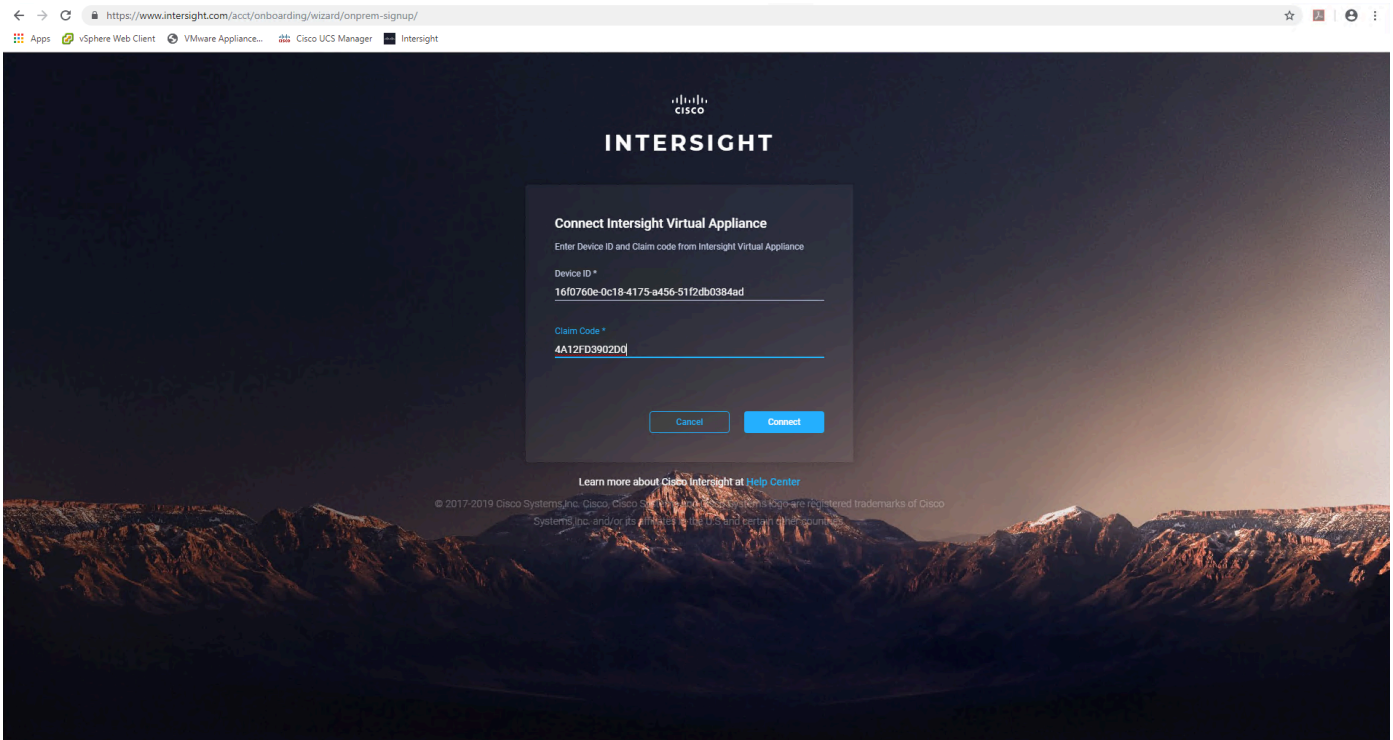 https://www.intersight.com/acct/onboarding/wizard/onprem-signup/
Apps vSphere Web Client VMware Appliance... Cisco UCS Manager Intersight
CISCO
INTERSIGHT
Connect Intersight Virtual Appliance
Enter Device ID and Claim code from Intersight Virtual Appliance
Device ID *
16f0760e-0c18-4175-a456-51f2db0384ad
Claim Code *
4A12FD3902D0
Cancel Connect
Learn more about Cisco Intersight at Help Center
© 2017-2019 Cisco Systems, Inc. Cisco, Cisco Systems logo are registered trademarks of Cisco
Systems, Inc. and/or its affiliates in the U.S and certain other countries.